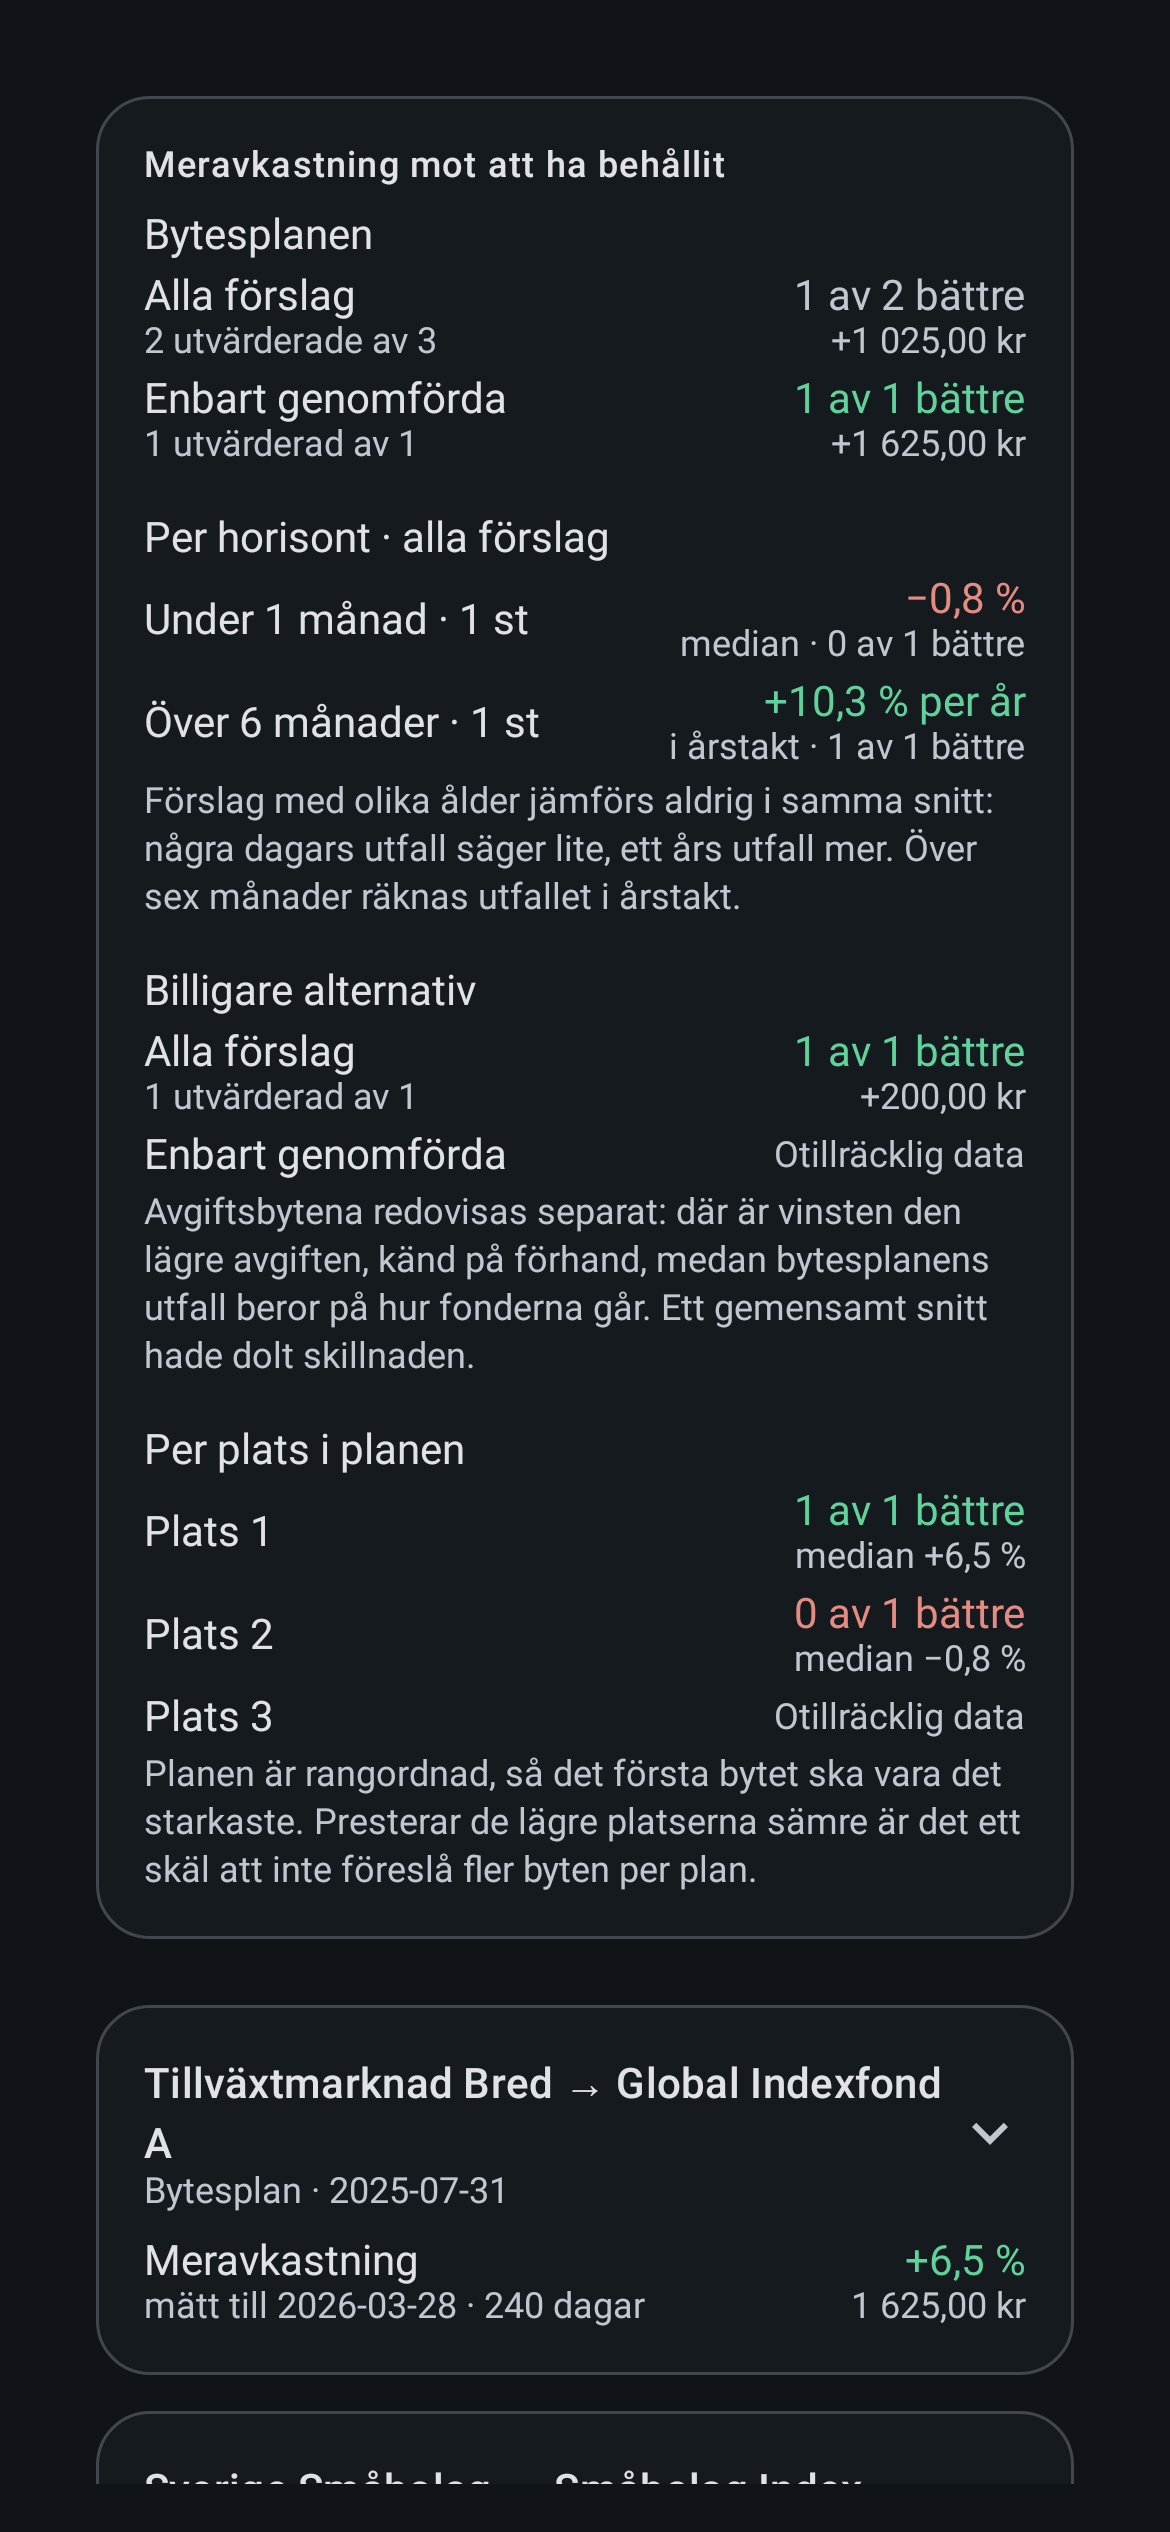 Meravkastning mot att ha behållit
Bytesplanen
Alla förslag
1 av 2 bättre
2 utvärderade av 3
+1 025,00 kr
Enbart genomförda
1 av 1 bättre
1 utvärderad av 1
+1 625,00 kr
Per horisont · alla förslag
Under 1 månad · 1 st
−0,8 %
median · 0 av 1 bättre
Över 6 månader · 1 st
+10,3 % per år
i årstakt · 1 av 1 bättre
Förslag med olika ålder jämförs aldrig i samma snitt:
några dagars utfall säger lite, ett års utfall mer. Över
sex månader räknas utfallet i årstakt.
Billigare alternativ
Alla förslag
1 av 1 bättre
1 utvärderad av 1
+200,00 kr
Enbart genomförda
Otillräcklig data
Avgiftsbytena redovisas separat: där är vinsten den
lägre avgiften, känd på förhand, medan bytesplanens
utfall beror på hur fonderna går. Ett gemensamt snitt
hade dolt skillnaden.
Per plats i planen
Plats 1
1 av 1 bättre
median +6,5 %
Plats 2
0 av 1 bättre
median −0,8 %
Plats 3
Otillräcklig data
Planen är rangordnad, så det första bytet ska vara det
starkaste. Presterar de lägre platserna sämre är det ett
skäl att inte föreslå fler byten per plan.
Tillväxtmarknad Bred → Global Indexfond
A
Bytesplan · 2025-07-31
Meravkastning
+6,5 %
mätt till 2026-03-28 · 240 dagar
1 625,00 kr
Sverige Småbolag → Småbolag Index